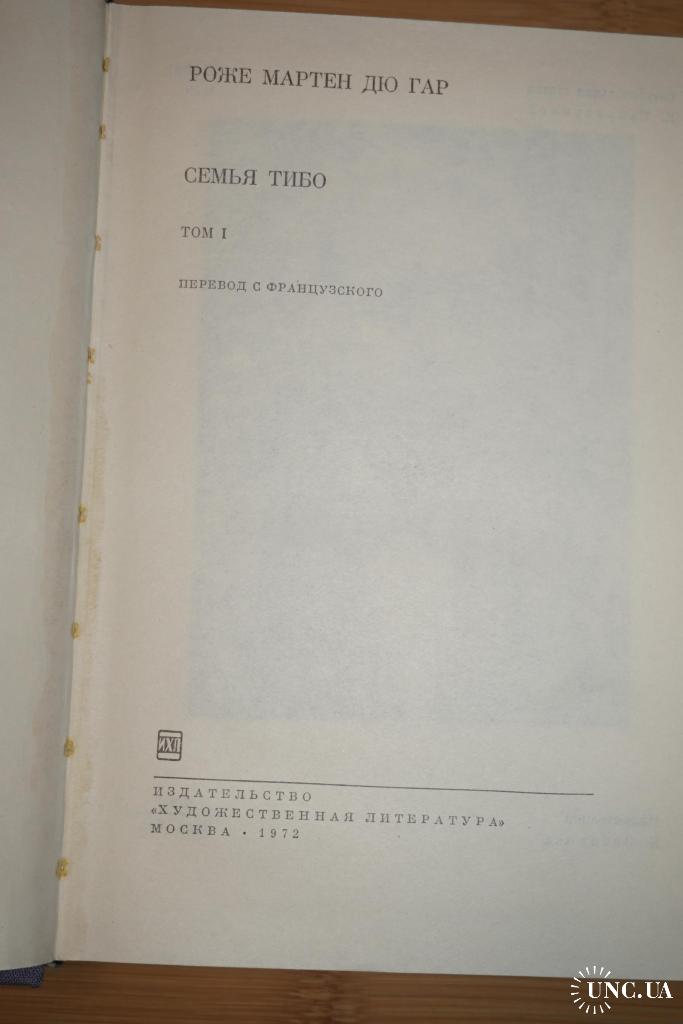 РОЖЕ МАРТЕН ДЮ ГАР
СЕМЬЯ ТИБО
ТОМ I
ПЕРЕВОД С ФРАНЦУЗСКОГО
ИХЛ
ИЗДАТЕЛЬСТВО
«ХУДОЖЕСТВЕННАЯ ЛИТЕРАТУРА»
МОСКВА · 1972
UNC.UA